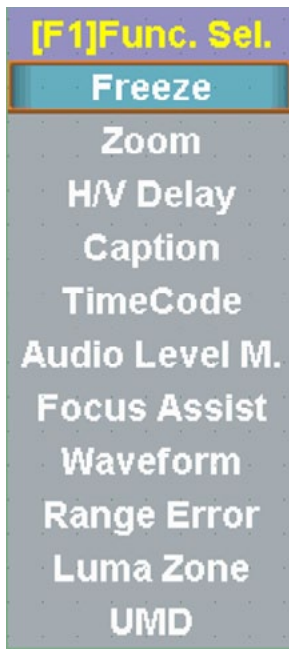 [F1]Func. Sel.
Freeze
Zoom
H/V Delay
Caption
TimeCode
Audio Level M.
Focus Assist
Waveform
Range Error
Luma Zone
UMD